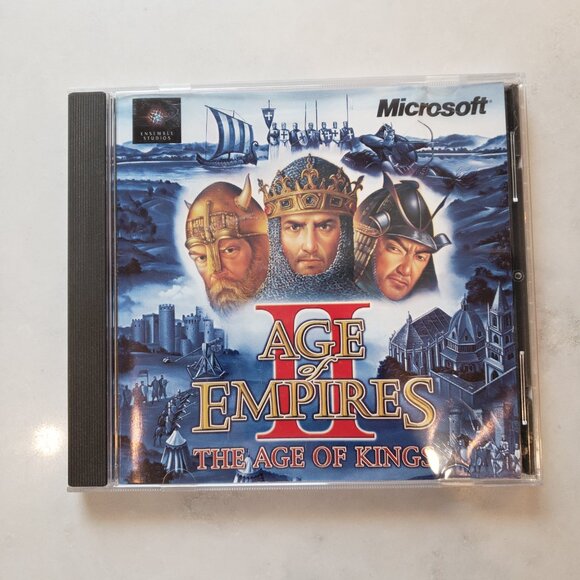 ENSEMBLE
STUDIOS
Microsoft®
II
AGE
of
EMPIRES
THE AGE OF KINGS